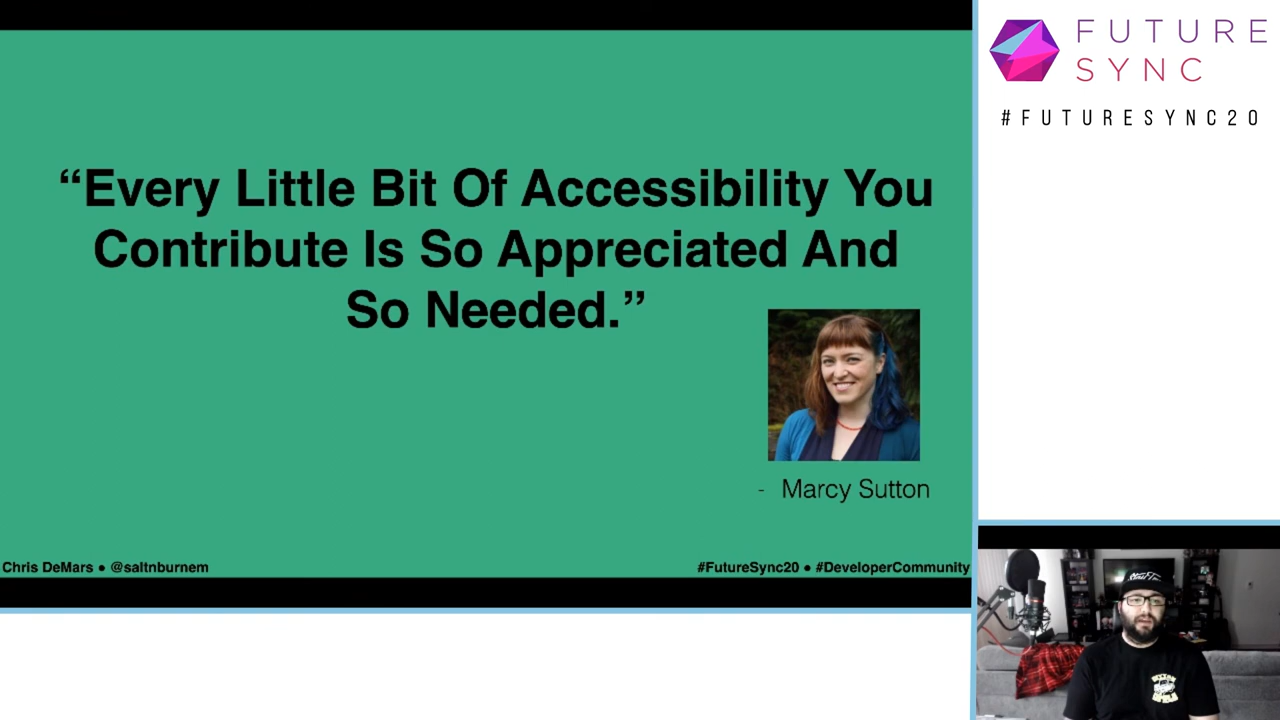 “Every Little Bit Of Accessibility You
Contribute Is So Appreciated And
So Needed.”
- Marcy Sutton
Chris DeMars ● @saltnburnem
#FutureSync20 ● #DeveloperCommunity
FUTURE
SYNC
#FUTURESYNC20